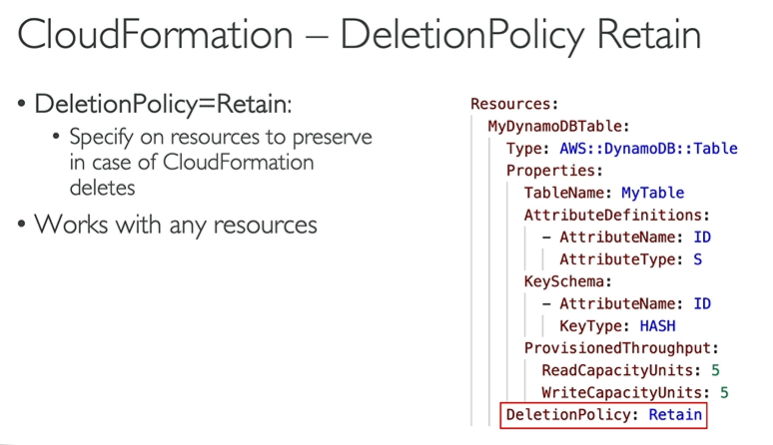 CloudFormation – DeletionPolicy Retain
• DeletionPolicy=Retain:
• Specify on resources to preserve
in case of CloudFormation
deletes
• Works with any resources
Resources:
MyDynamoDBTable:
Type: AWS::DynamoDB::Table
Properties:
TableName: MyTable
AttributeDefinitions:
- AttributeName: ID
AttributeType: S
KeySchema:
- AttributeName: ID
KeyType: HASH
ProvisionedThroughput:
ReadCapacityUnits: 5
WriteCapacityUnits: 5
DeletionPolicy: Retain